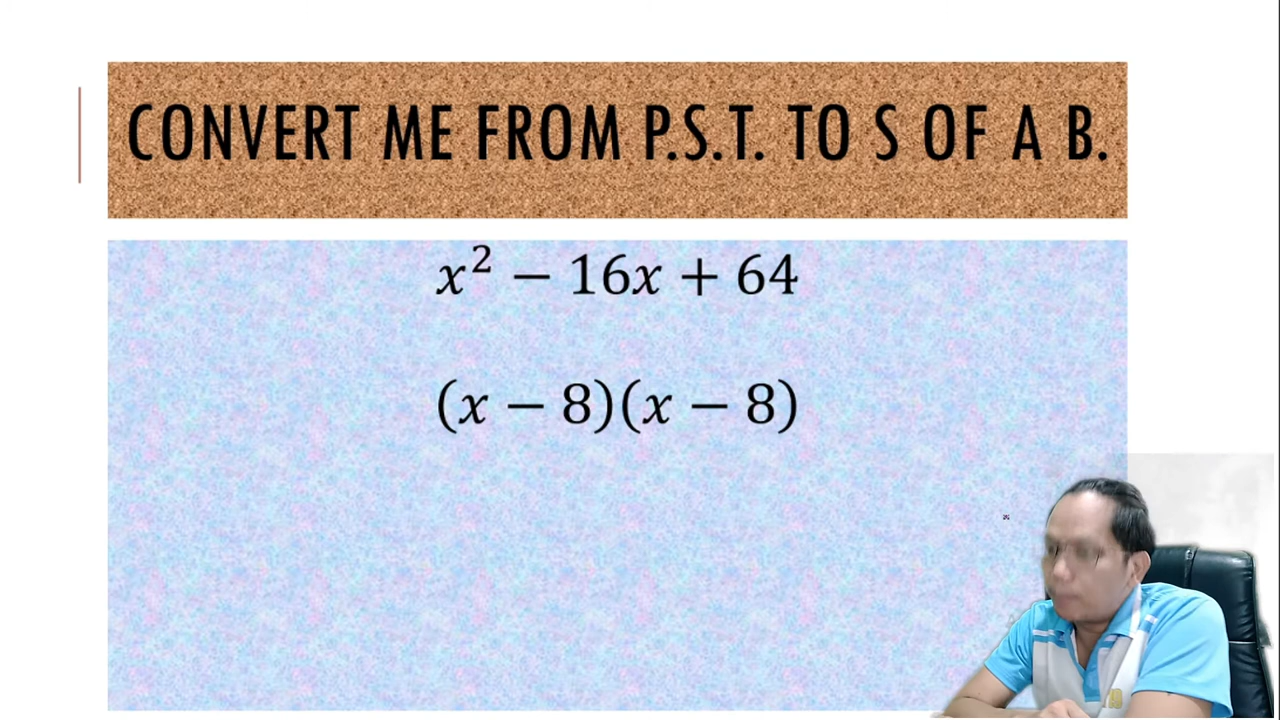 CONVERT ME FROM P.S.T. TO S OF A B.
x² − 16x + 64
(x − 8)(x − 8)